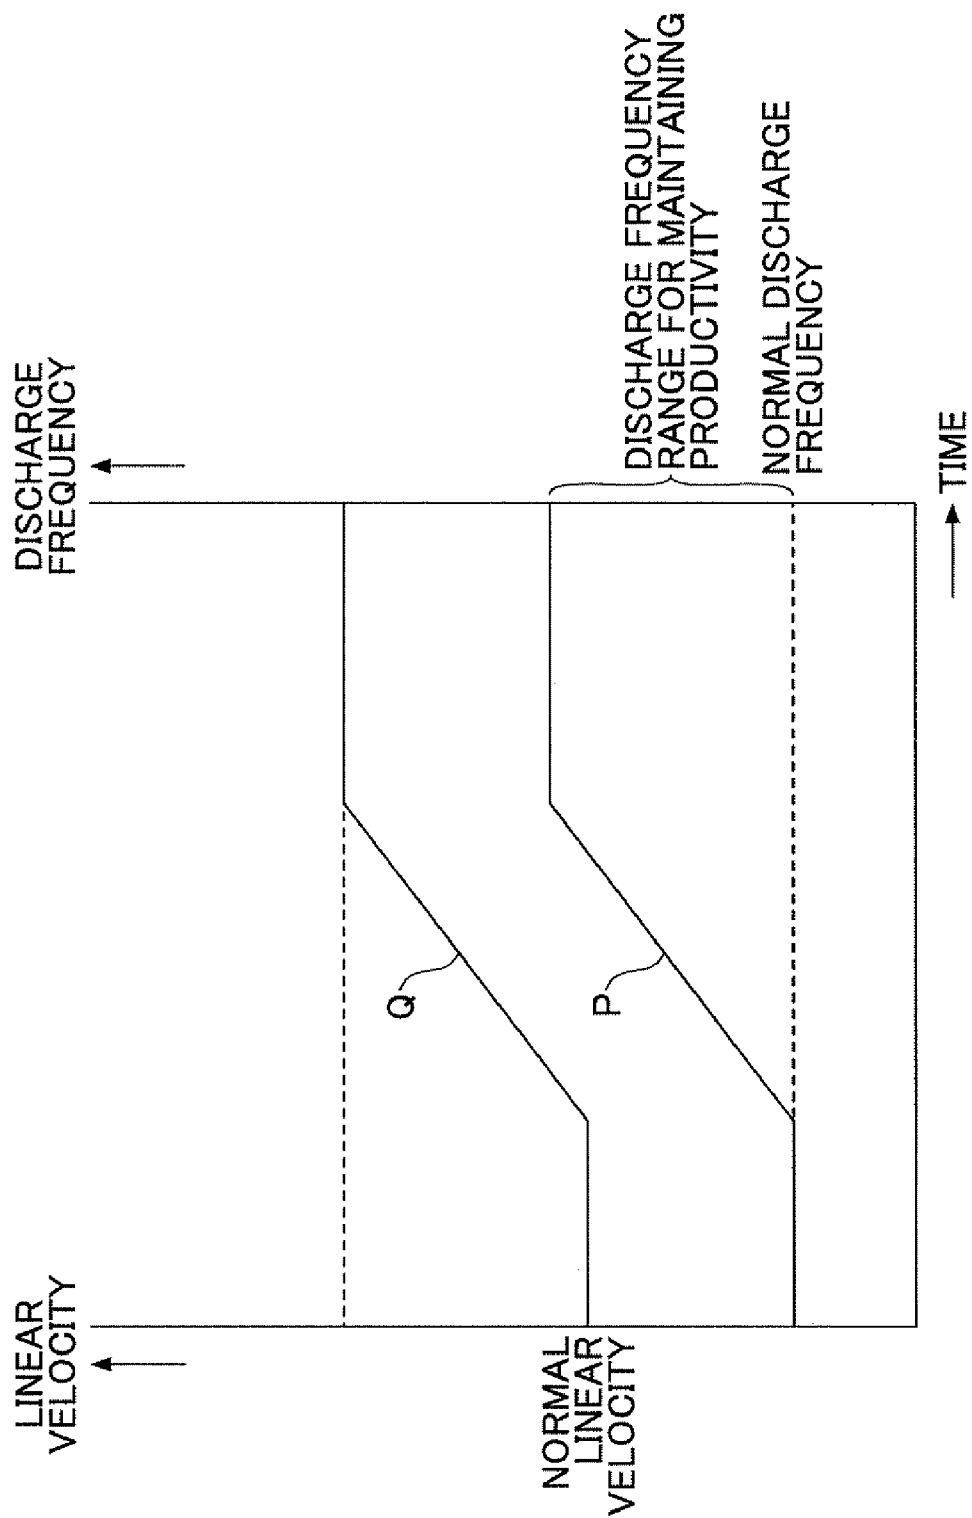 LINEAR
VELOCITY
DISCHARGE
FREQUENCY
Q
P
NORMAL
LINEAR
VELOCITY
DISCHARGE FREQUENCY
RANGE FOR MAINTAINING
PRODUCTIVITY
NORMAL DISCHARGE
FREQUENCY
TIME